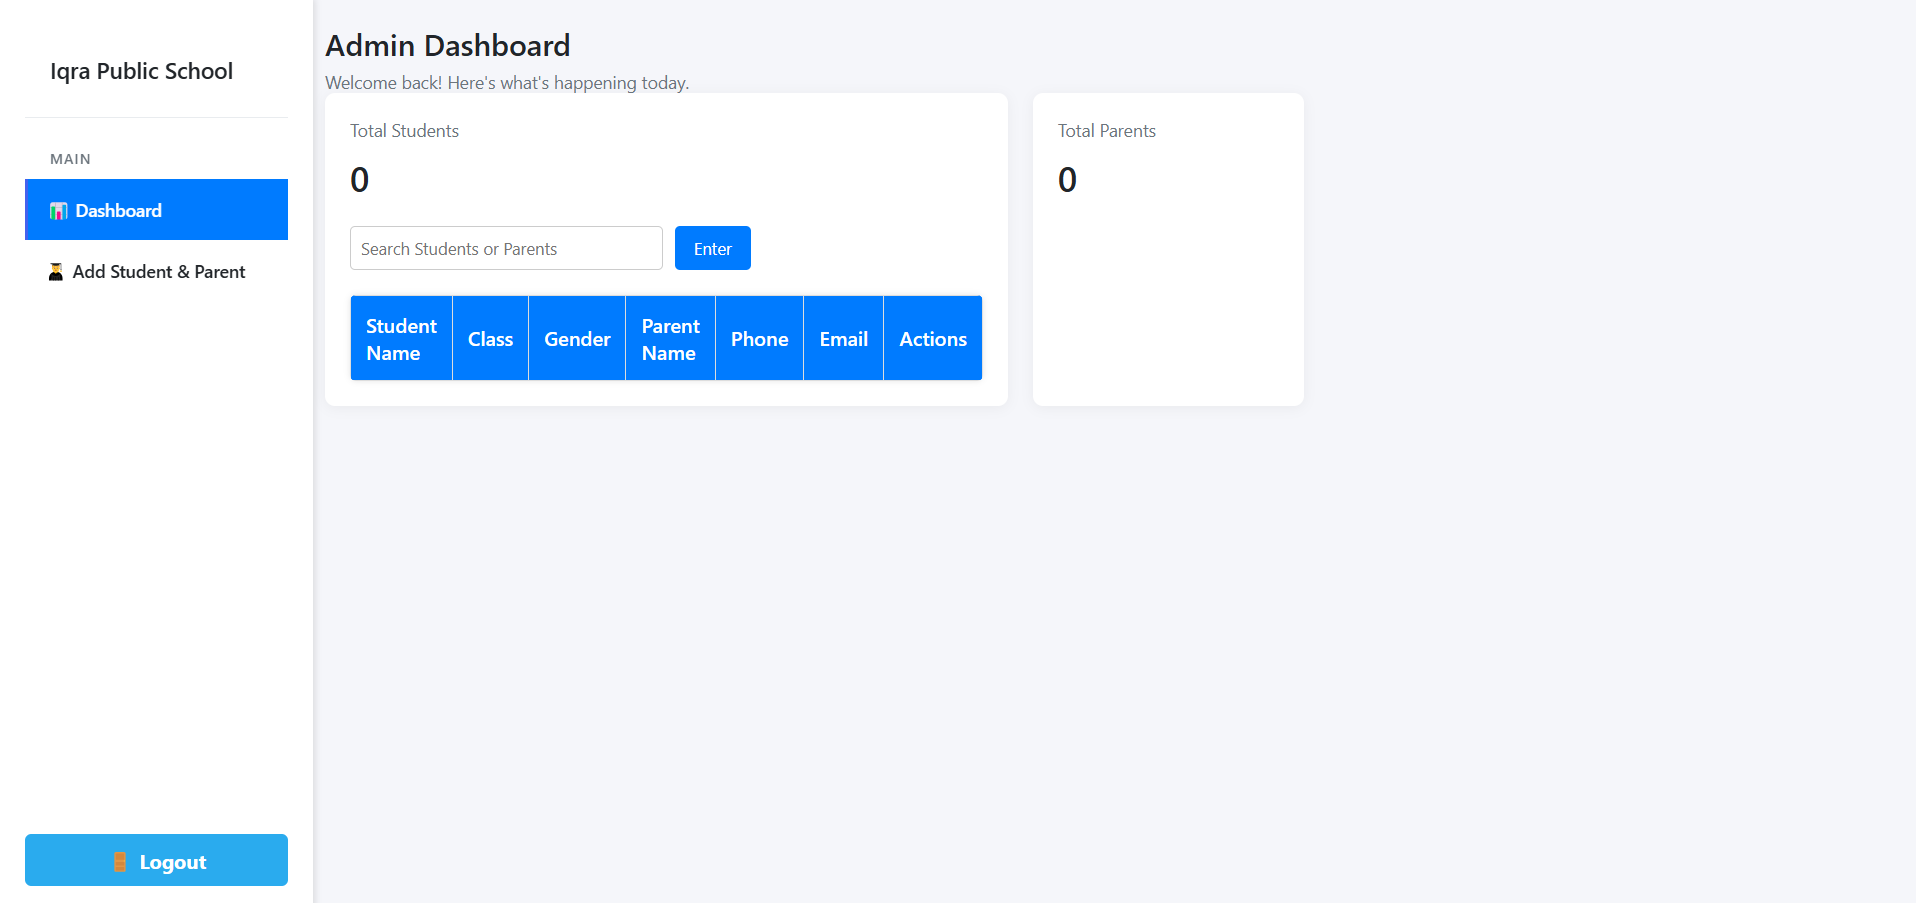 Iqra Public School
MAIN
Dashboard
Add Student & Parent
Logout
Admin Dashboard
Welcome back! Here's what's happening today.
Total Students
0
Search Students or Parents
Enter
Student Name
Class
Gender
Parent Name
Phone
Email
Actions
Total Parents
0